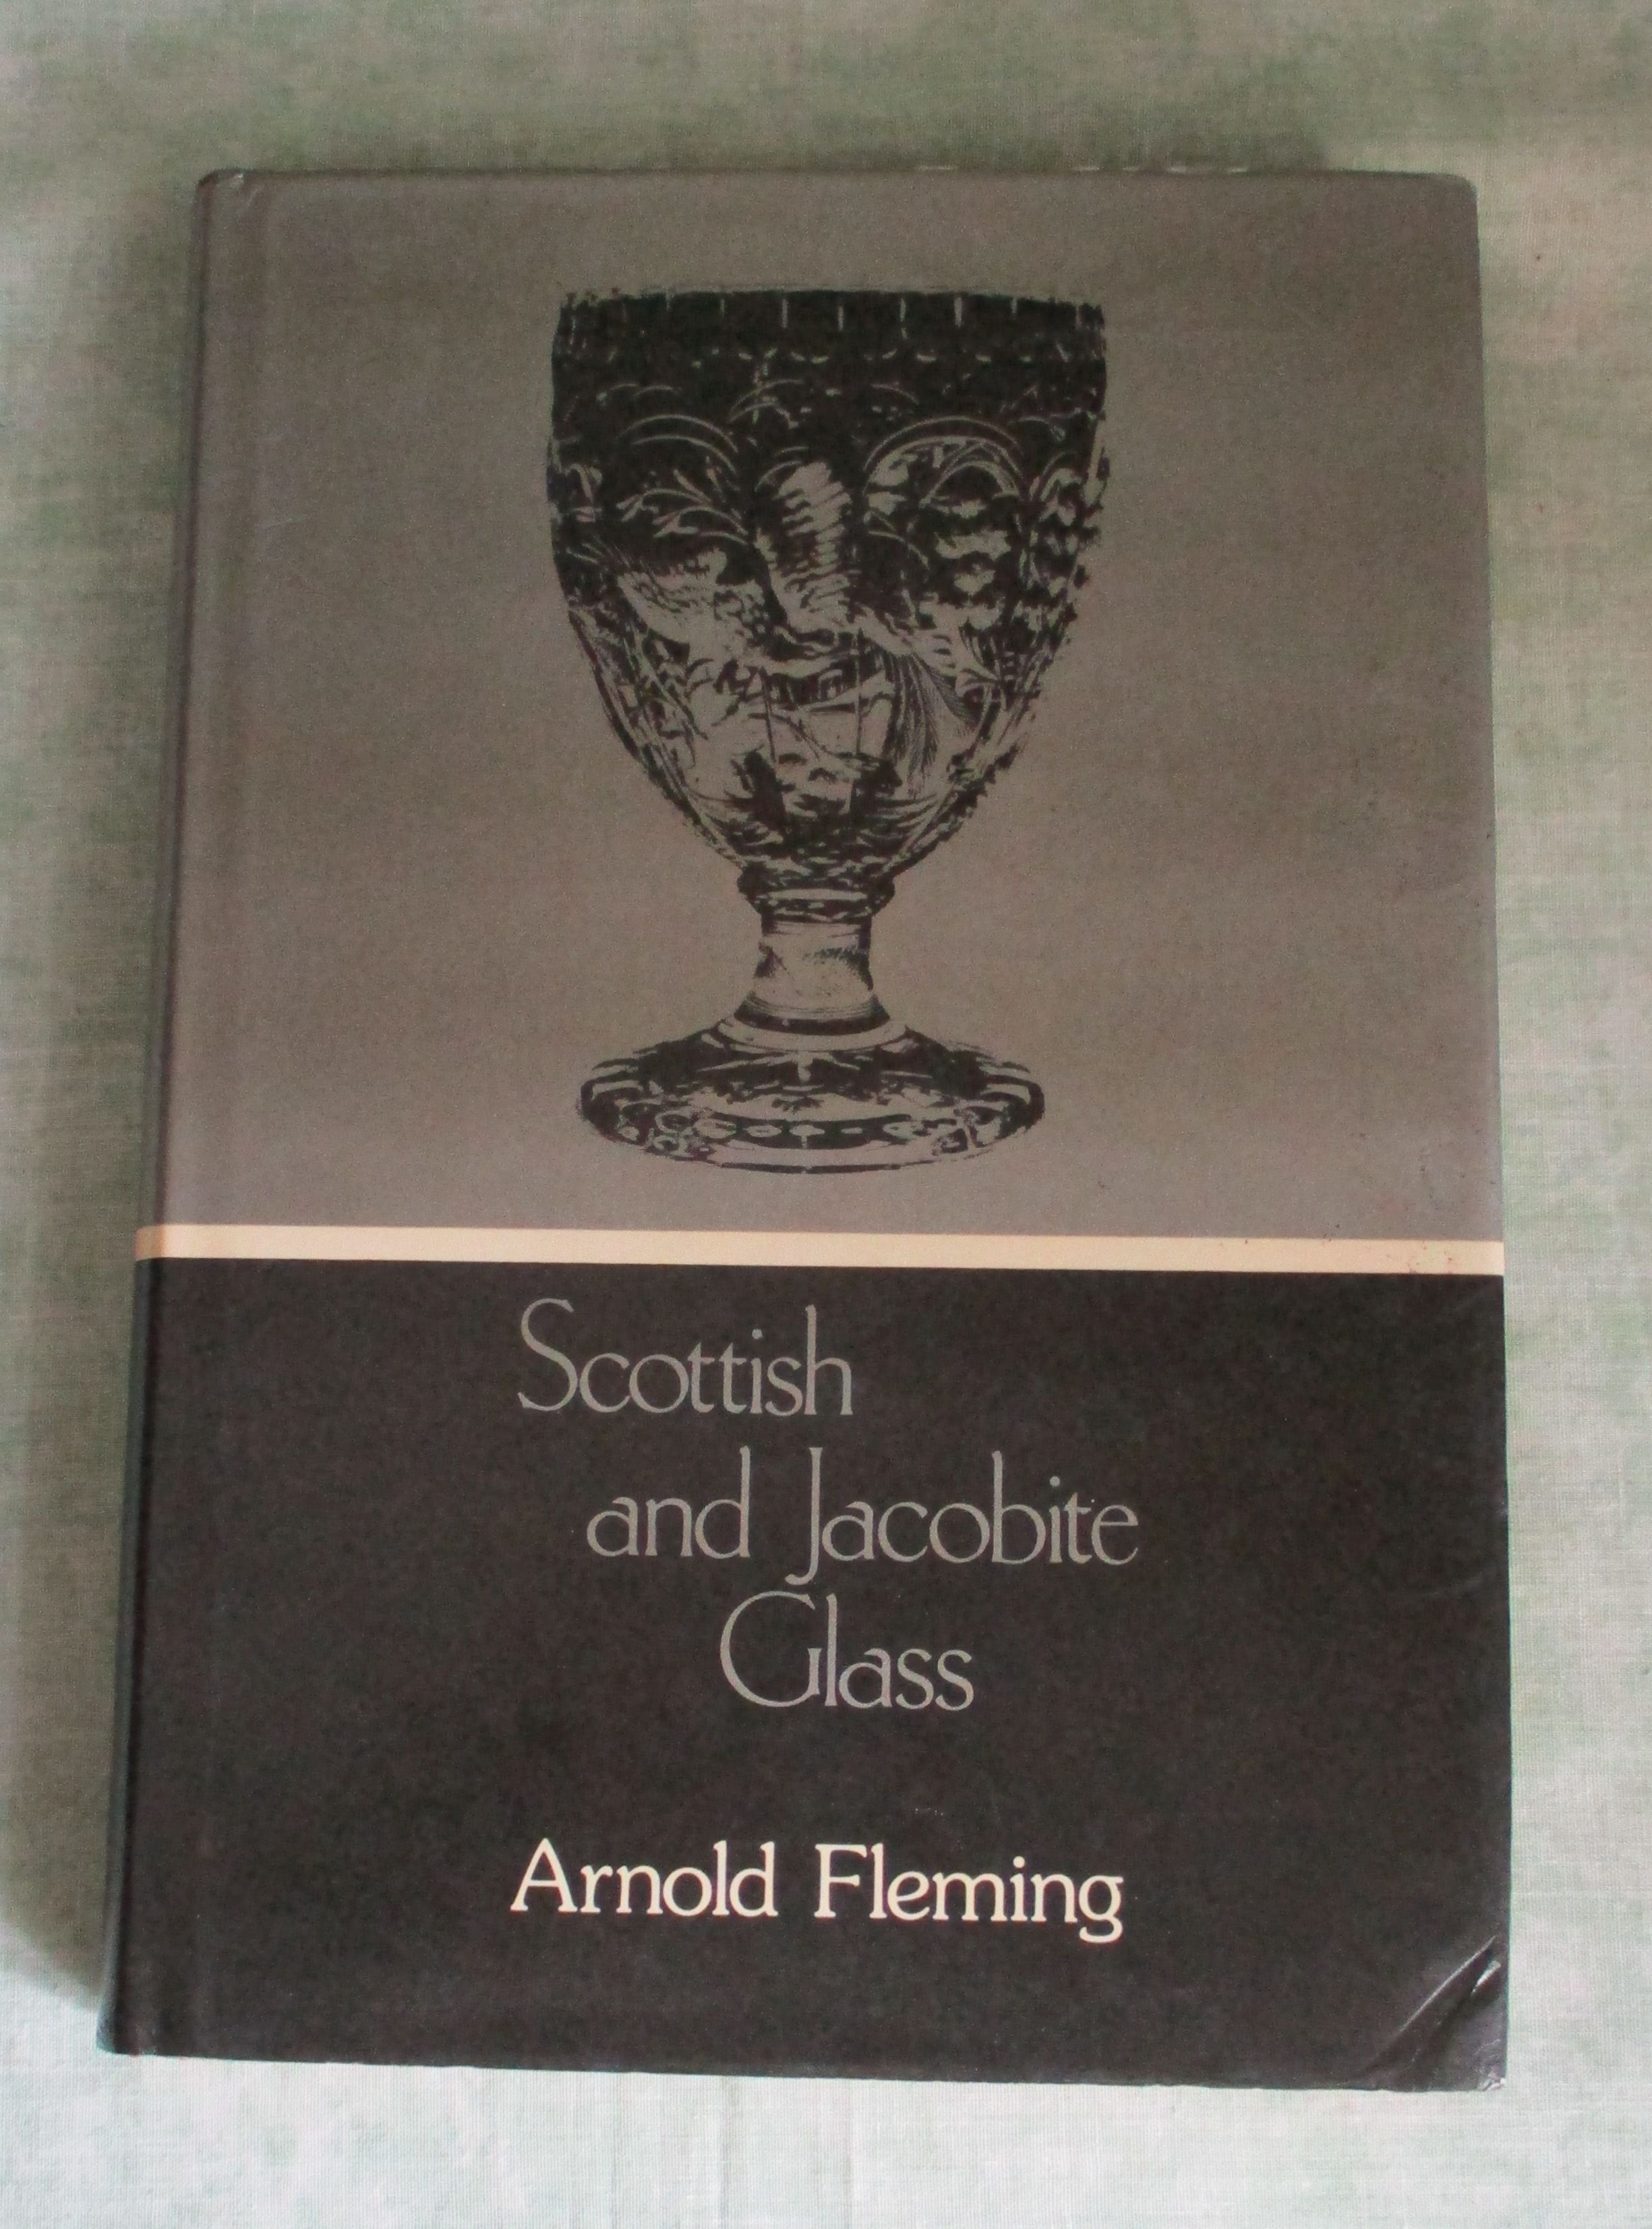 Scottish
and Jacobite
Glass
Arnold Fleming